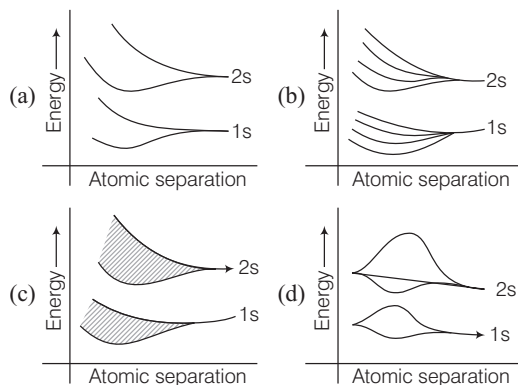 (a)
Energy
2s
1s
Atomic separation
(b)
Energy
2s
1s
Atomic separation
(c)
Energy
2s
1s
Atomic separation
(d)
Energy
2s
1s
Atomic separation